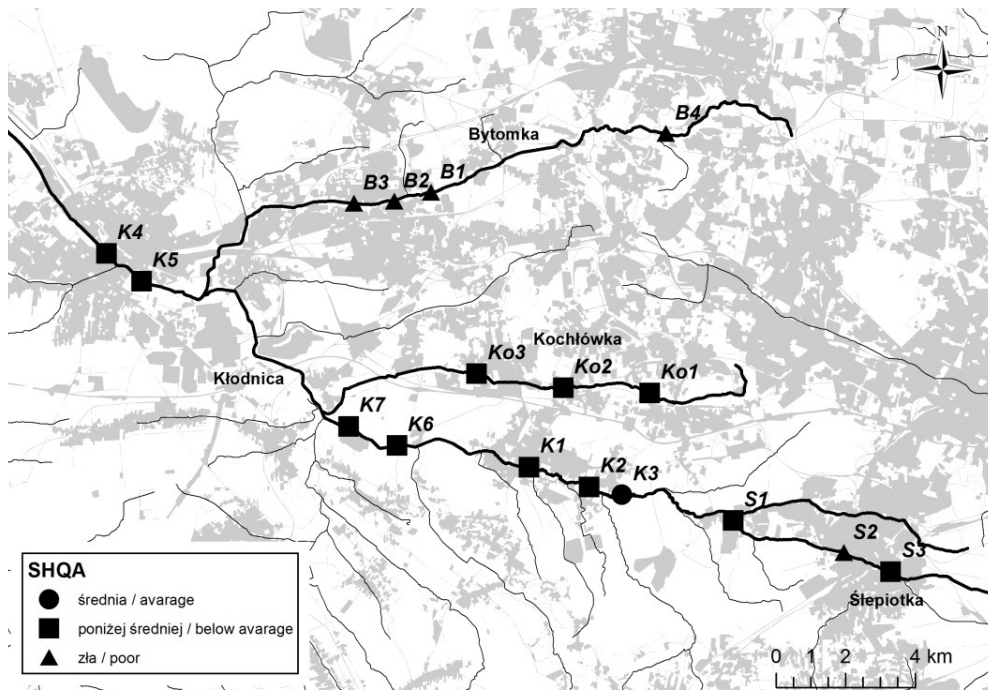 N
Bytomka
B4
B3
B2
B1
K4
K5
Kłodnica
Kochłówka
Ko3
Ko2
Ko1
K7
K6
K1
K2
K3
S1
S2
S3
Ślepiotka
SHQA
średnia / avarage
poniżej średniej / below avarage
zła / poor
0 2 4 km